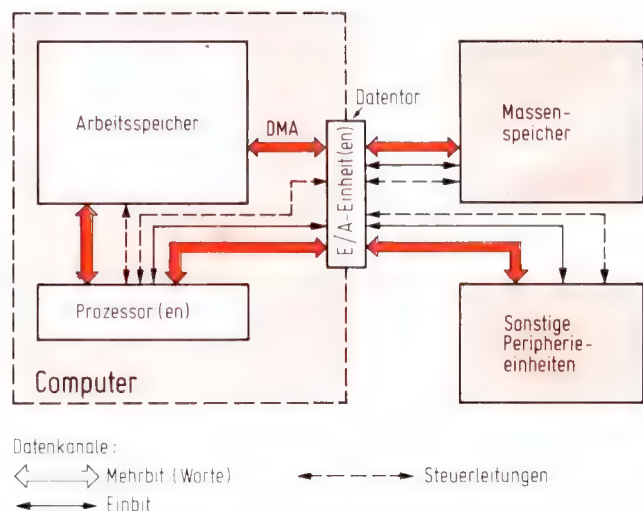 Arbeitsspeicher
DMA
Datentor
Massen-
speicher
E/A-Einheit(en)
Prozessor(en)
Computer
Sonstige
Peripherie-
einheiten
Datenkanäle :
Mehrbit (Worte)
Steuerleitungen
Einbit